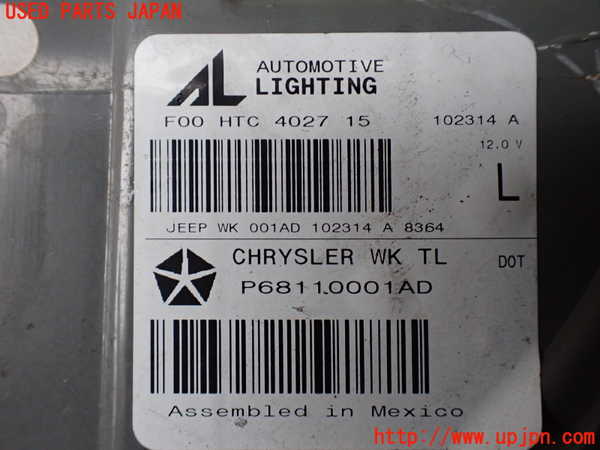 USED PARTS JAPAN
AL AUTOMOTIVE
LIGHTING
F00 HTC 4027 15 102314 A
12.0 V
L
JEEP WK 001AD 102314 A 8364
CHRYSLER WK TL DOT
P68110001AD
Assembled in Mexico
http://www.upjpn.com/